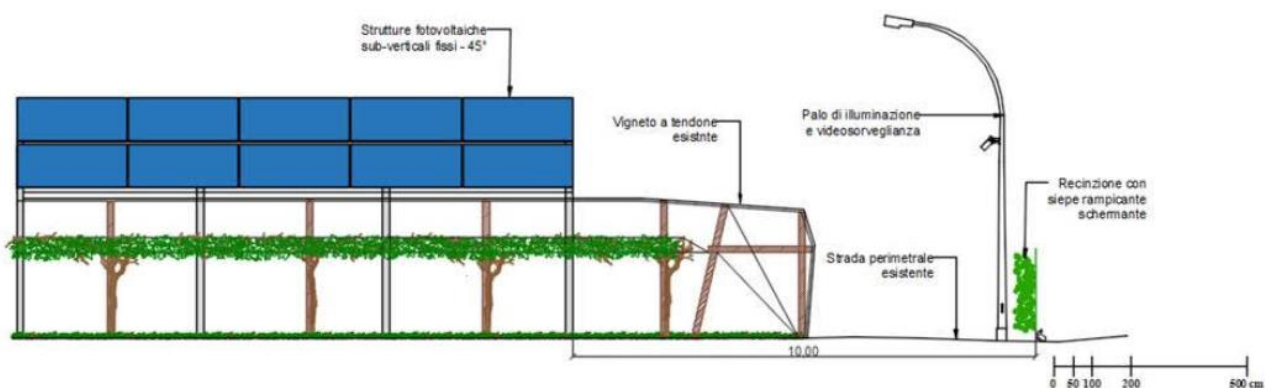 Strutture fotovoltaiche
sub-verticali fissi - 45°
Vigneto a tendone
esistnte
Palo di illuminazione
e videosorveglianza
Recinzione con
siepe rampicante
schermante
Strada perimetrale
esistente
10,00
0 50 100 200 500 cm